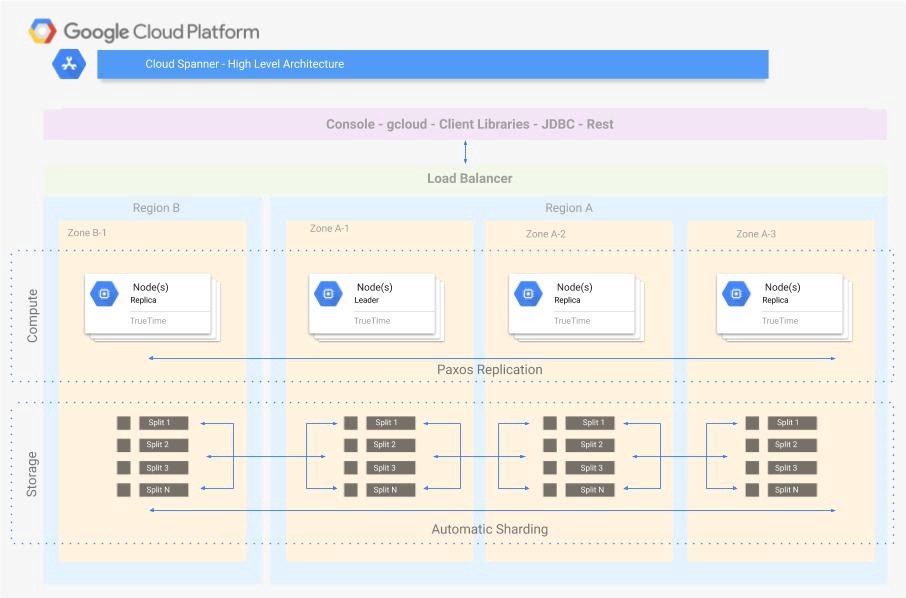 Google Cloud Platform
Cloud Spanner - High Level Architecture
Console - gcloud - Client Libraries - JDBC - Rest
Load Balancer
Region B
Region A
Zone B-1
Zone A-1
Zone A-2
Zone A-3
Compute
Node(s)
Replica
TrueTime
Node(s)
Leader
TrueTime
Node(s)
Replica
TrueTime
Node(s)
Replica
TrueTime
Paxos Replication
Storage
Split 1
Split 2
Split 3
Split N
Split 1
Split 2
Split 3
Split N
Split 1
Split 2
Split 3
Split N
Split 1
Split 2
Split 3
Split N
Automatic Sharding